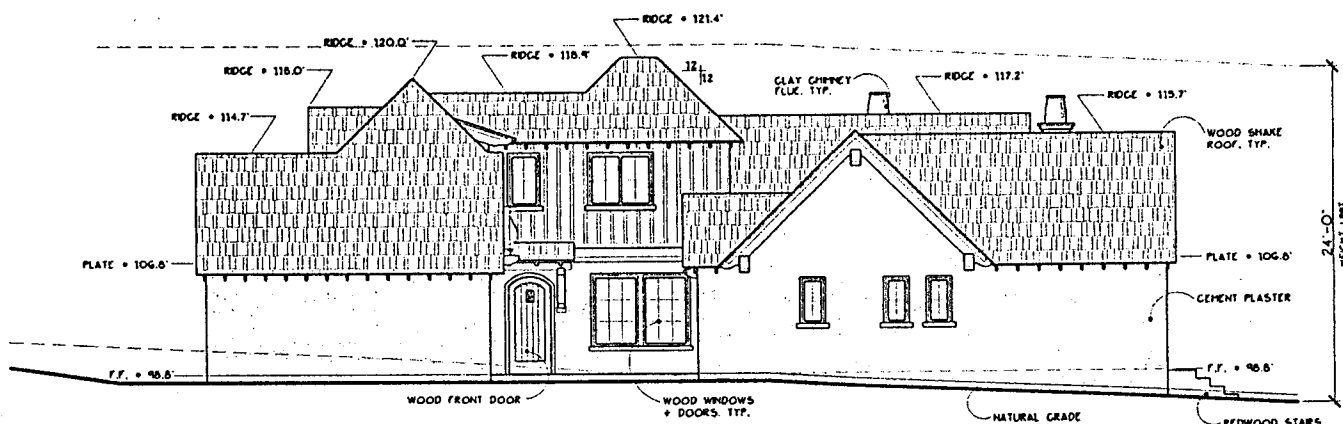 RIDGE = 121.4'
RIDGE = 120.0'
RIDGE = 118.9'
12
12
RIDGE = 118.0'
CLAY CHIMNEY
FLUE, TYP.
RIDGE = 117.2'
RIDGE = 115.7'
RIDGE = 114.7'
WOOD SHAKE
ROOF, TYP.
24'-0"
HEIGHT LIMIT
PLATE = 106.8'
PLATE = 106.8'
CEMENT PLASTER
F.F. = 98.8'
F.F. = 98.8'
WOOD FRONT DOOR
WOOD WINDOWS
+ DOORS, TYP.
NATURAL GRADE
REDWOOD STAIRS